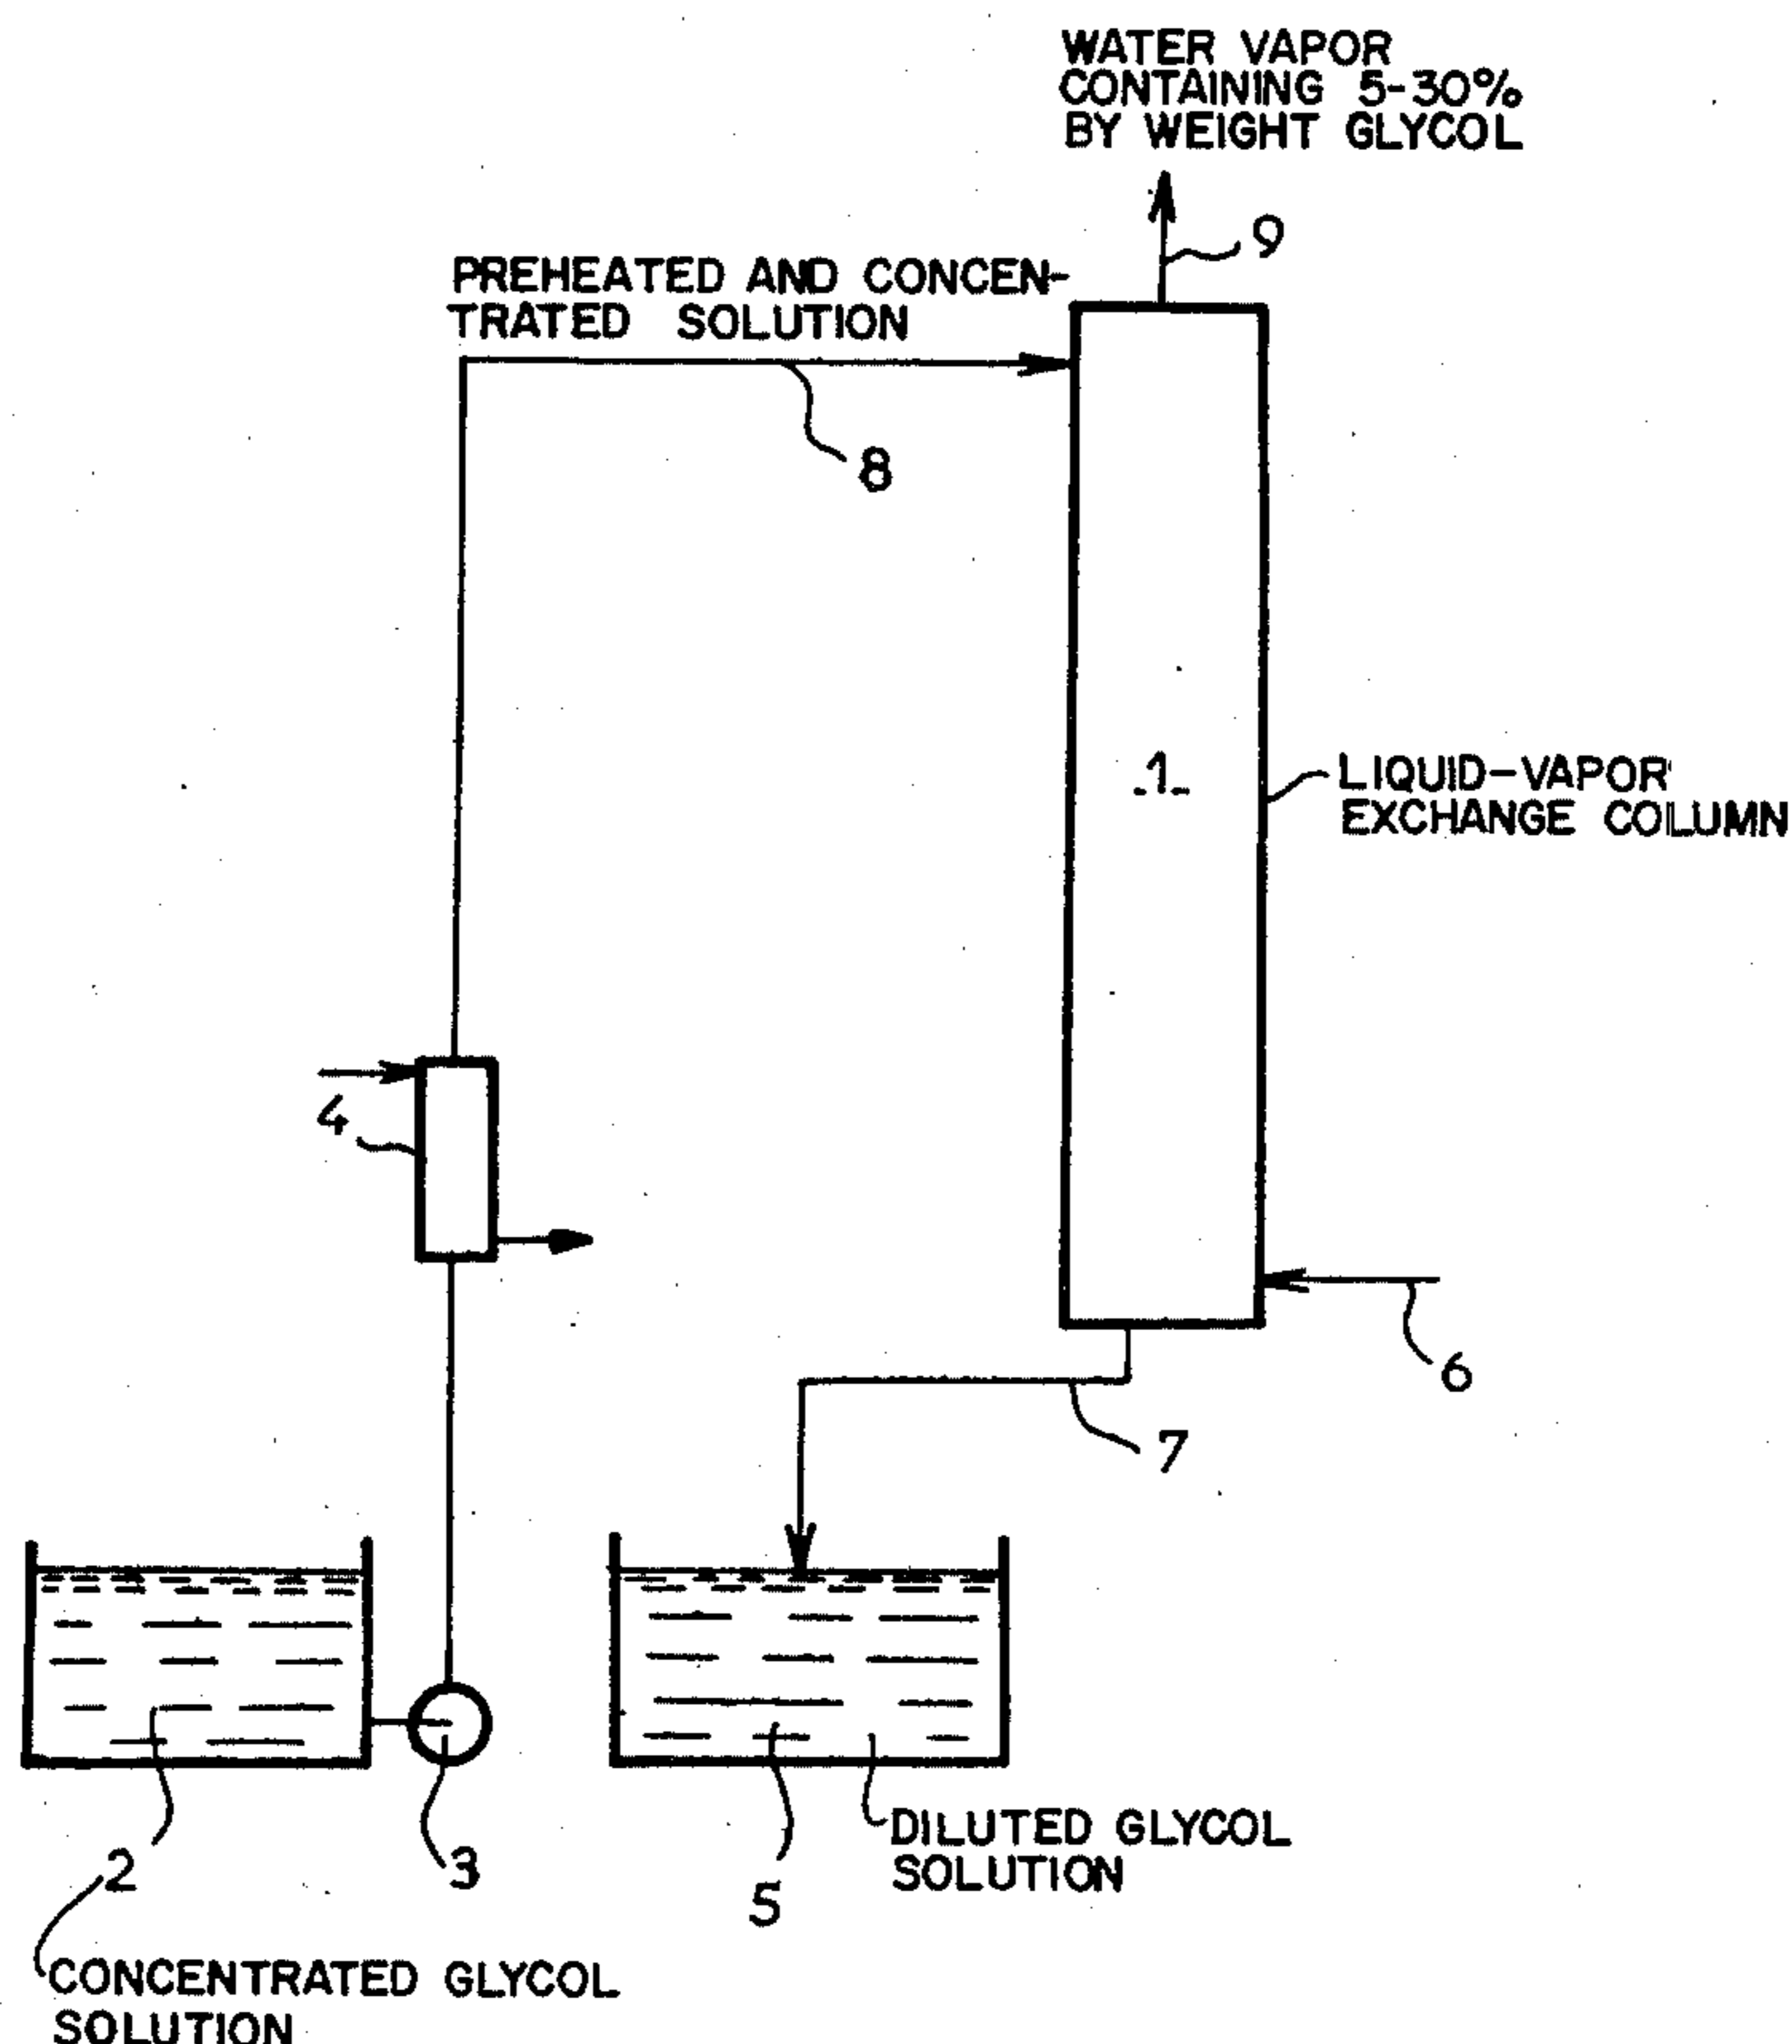 WATER VAPOR
CONTAINING 5-30%
BY WEIGHT GLYCOL
9
PREHEATED AND CONCEN-
TRATED SOLUTION
8
1
LIQUID-VAPOR
EXCHANGE COLUMN
4
6
7
2
3
5
DILUTED GLYCOL
SOLUTION
CONCENTRATED GLYCOL
SOLUTION